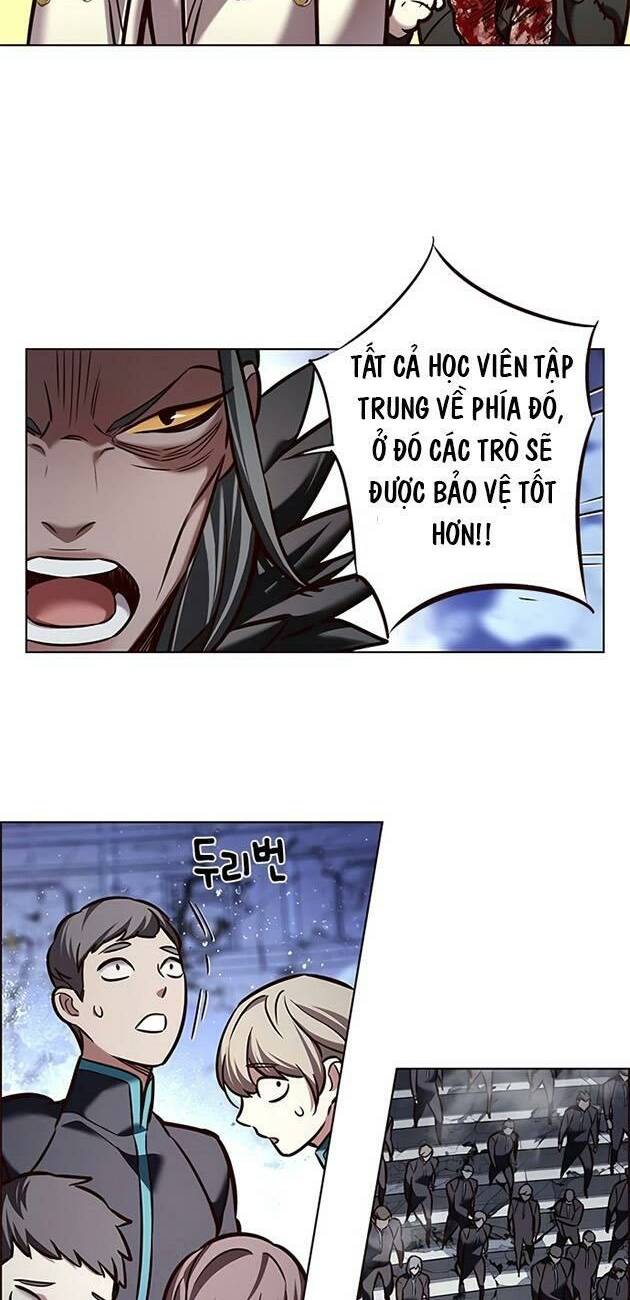 TẤT CẢ HỌC VIÊN TẬP
TRUNG VỀ PHÍA ĐÓ,
Ở ĐÓ CÁC TRÒ SẼ
ĐƯỢC BẢO VỆ TỐT
HƠN!!
두리번